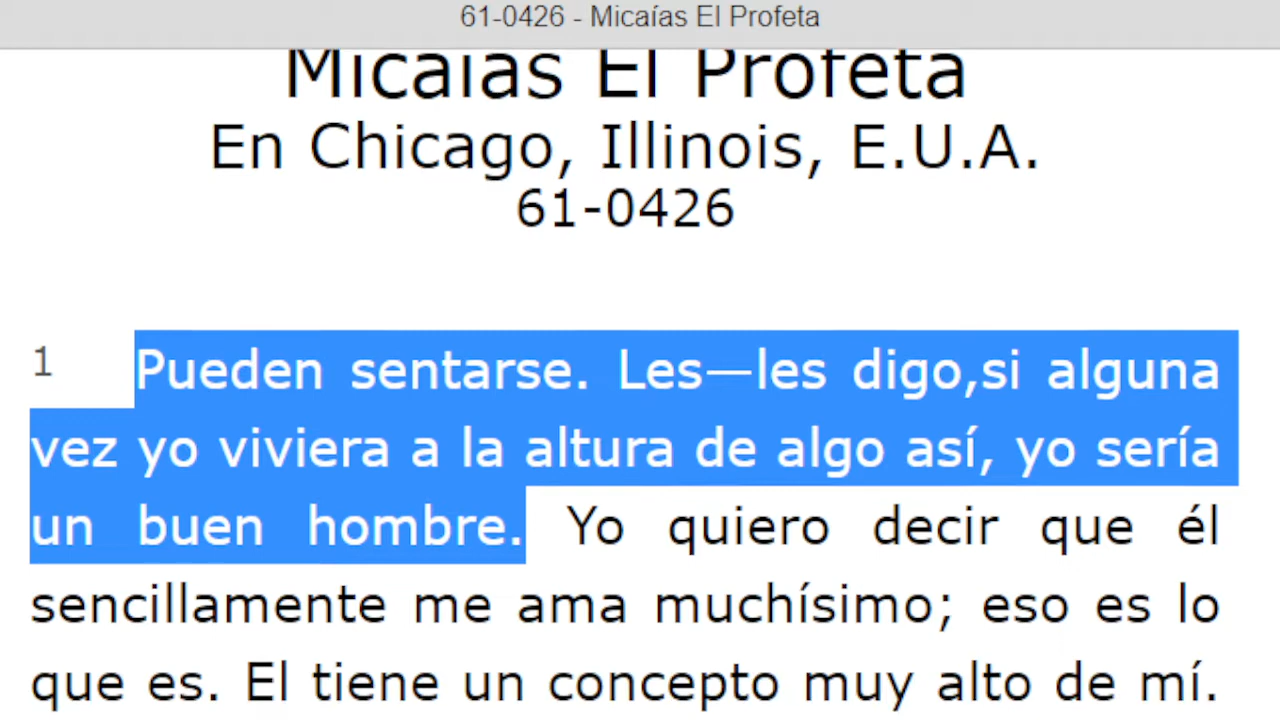 61-0426 - Micaías El Profeta
Micaías El Profeta
En Chicago, Illinois, E.U.A.
61-0426
1 Pueden sentarse. Les—les digo,si alguna
vez yo viviera a la altura de algo así, yo sería
un buen hombre. Yo quiero decir que él
sencillamente me ama muchísimo; eso es lo
que es. El tiene un concepto muy alto de mí.